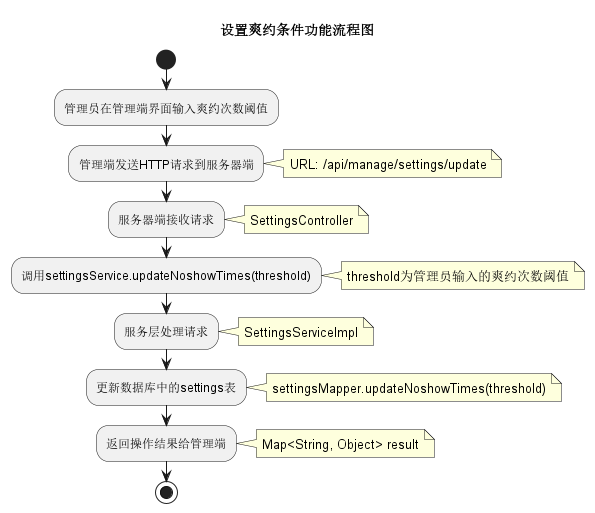 设置爽约条件功能流程图
管理员在管理端界面输入爽约次数阈值
管理端发送HTTP请求到服务器端
URL: /api/manage/settings/update
服务器端接收请求
SettingsController
调用settingsService.updateNoshowTimes(threshold)
threshold为管理员输入的爽约次数阈值
服务层处理请求
SettingsServiceImpl
更新数据库中的settings表
settingsMapper.updateNoshowTimes(threshold)
返回操作结果给管理端
Map<String, Object> result